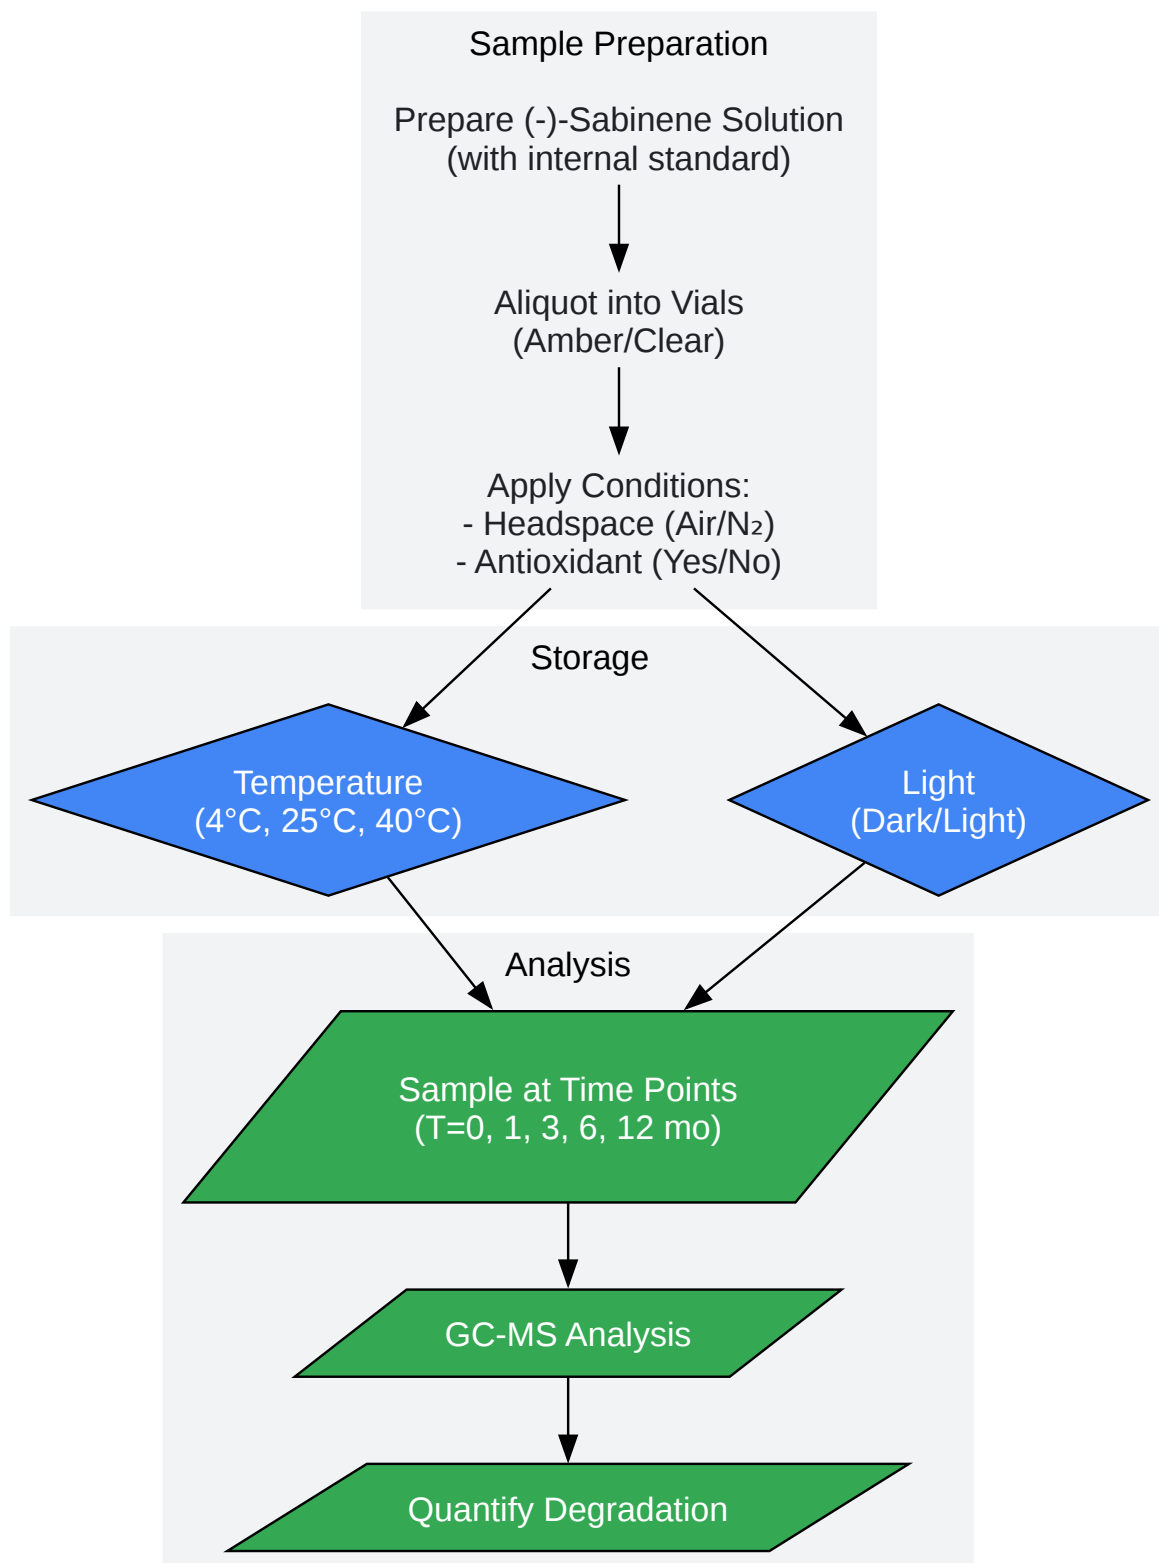 Sample Preparation
Prepare (-)-Sabinene Solution
(with internal standard)
Aliquot into Vials
(Amber/Clear)
Apply Conditions:
- Headspace (Air/N₂)
- Antioxidant (Yes/No)
Storage
Temperature
(4°C, 25°C, 40°C)
Light
(Dark/Light)
Analysis
Sample at Time Points
(T=0, 1, 3, 6, 12 mo)
GC-MS Analysis
Quantify Degradation